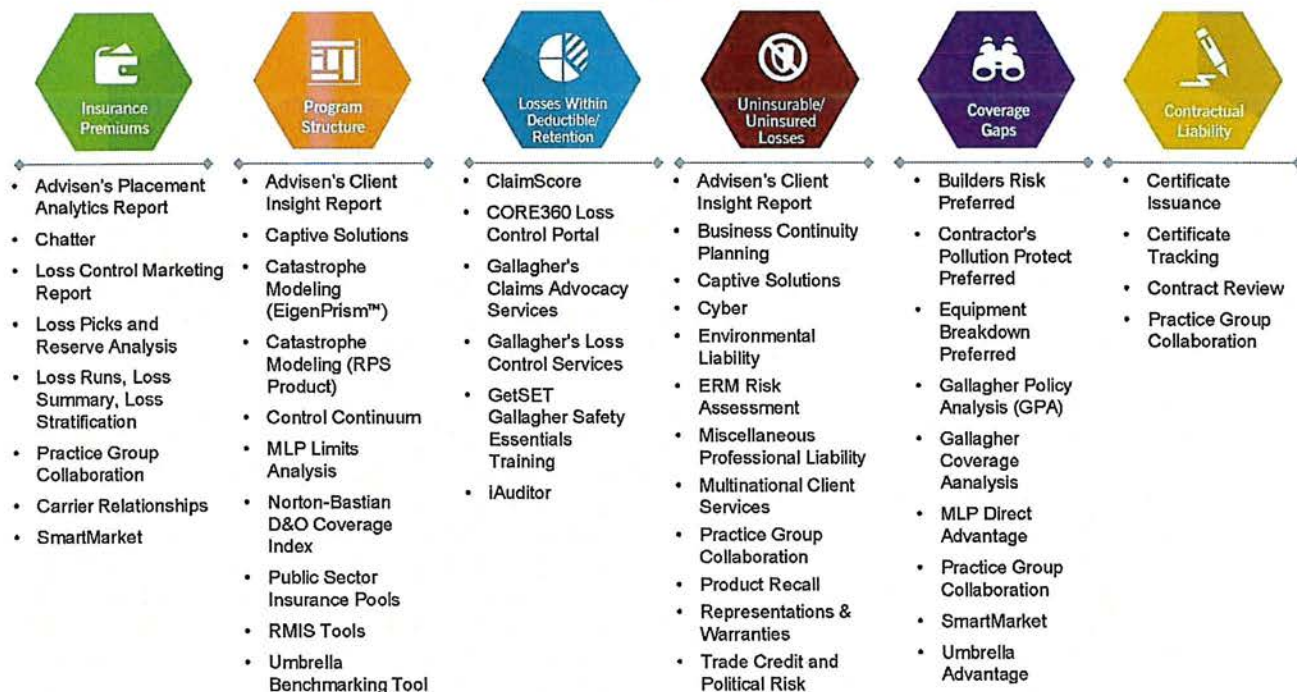 Insurance
Premiums
• Advisen's Placement
Analytics Report
• Chatter
• Loss Control Marketing
Report
• Loss Picks and
Reserve Analysis
• Loss Runs, Loss
Summary, Loss
Stratification
• Practice Group
Collaboration
• Carrier Relationships
• SmartMarket
Program
Structure
• Advisen's Client
Insight Report
• Captive Solutions
• Catastrophe
Modeling
(EigenPrism™)
• Catastrophe
Modeling (RPS
Product)
• Control Continuum
• MLP Limits
Analysis
• Norton-Bastian
D&O Coverage
Index
• Public Sector
Insurance Pools
• RMIS Tools
• Umbrella
Benchmarking Tool
Losses Within
Deductible/
Retention
• ClaimScore
• CORE360 Loss
Control Portal
• Gallagher's
Claims Advocacy
Services
• Gallagher's Loss
Control Services
• GetSET
Gallagher Safety
Essentials
Training
• iAuditor
Uninsurable/
Uninsured
Losses
• Advisen's Client
Insight Report
• Business Continuity
Planning
• Captive Solutions
• Cyber
• Environmental
Liability
• ERM Risk
Assessment
• Miscellaneous
Professional Liability
• Multinational Client
Services
• Practice Group
Collaboration
• Product Recall
• Representations &
Warranties
• Trade Credit and
Political Risk
Coverage
Gaps
• Builders Risk
Preferred
• Contractor's
Pollution Protect
Preferred
• Equipment
Breakdown
Preferred
• Gallagher Policy
Analysis (GPA)
• Gallagher
Coverage
Aanalysis
• MLP Direct
Advantage
• Practice Group
Collaboration
• SmartMarket
• Umbrella
Advantage
Contractual
Liability
• Certificate
Issuance
• Certificate
Tracking
• Contract Review
• Practice Group
Collaboration